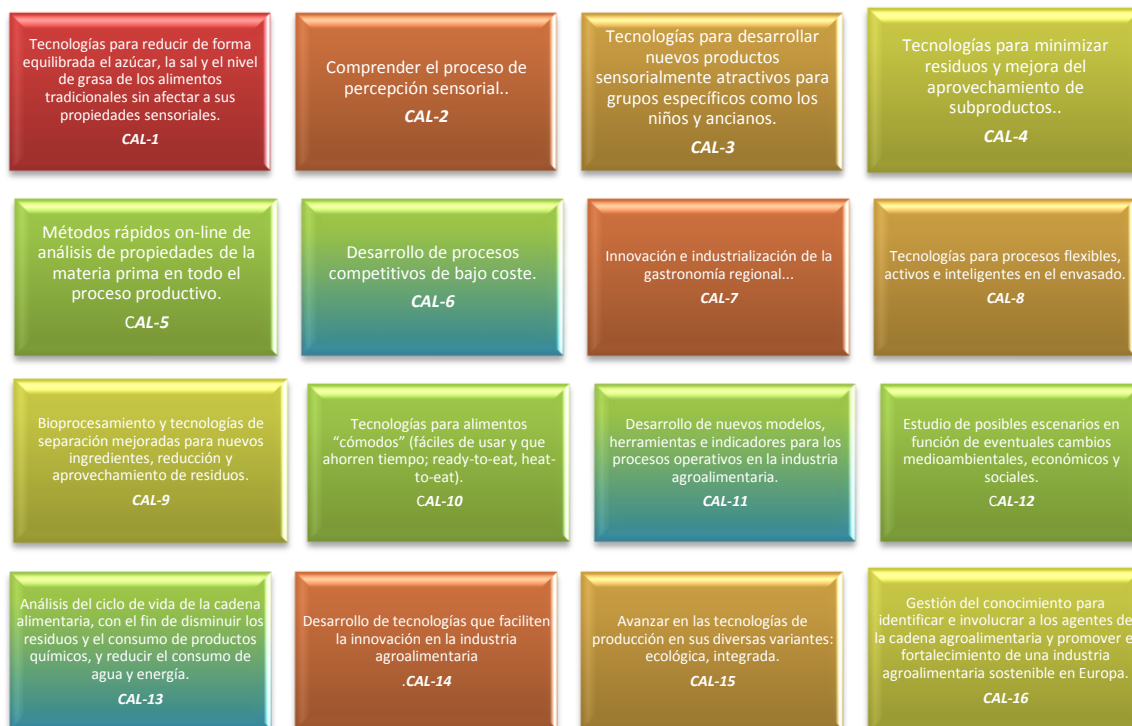 Tecnologías para reducir de forma
equilibrada el azúcar, la sal y el nivel
de grasa de los alimentos
tradicionales sin afectar a sus
propiedades sensoriales.
CAL-1
Comprender el proceso de
percepción sensorial..
CAL-2
Tecnologías para desarrollar
nuevos productos
sensorialmente atractivos para
grupos específicos como los
niños y ancianos.
CAL-3
Tecnologías para minimizar
residuos y mejora del
aprovechamiento de
subproductos..
CAL-4
Métodos rápidos on-line de
análisis de propiedades de la
materia prima en todo el
proceso productivo.
CAL-5
Desarrollo de procesos
competitivos de bajo coste.
CAL-6
Innovación e industrialización de la
gastronomía regional...
CAL-7
Tecnologías para procesos flexibles,
activos e inteligentes en el envasado.
CAL-8
Bioprocesamiento y tecnologías de
separación mejoradas para nuevos
ingredientes, reducción y
aprovechamiento de residuos.
CAL-9
Tecnologías para alimentos
“cómodos” (fáciles de usar y que
ahorren tiempo; ready-to-eat, heat-
to-eat).
CAL-10
Desarrollo de nuevos modelos,
herramientas e indicadores para los
procesos operativos en la industria
agroalimentaria.
CAL-11
Estudio de posibles escenarios en
función de eventuales cambios
medioambientales, económicos y
sociales.
CAL-12
Análisis del ciclo de vida de la cadena
alimentaria, con el fin de disminuir los
residuos y el consumo de productos
químicos, y reducir el consumo de
agua y energía.
CAL-13
Desarrollo de tecnologías que faciliten
la innovación en la industria
agroalimentaria
.CAL-14
Avanzar en las tecnologías de
producción en sus diversas variantes:
ecológica, integrada.
CAL-15
Gestión del conocimiento para
identificar e involucrar a los agentes de
la cadena agroalimentaria y promover el
fortalecimiento de una industria
agroalimentaria sostenible en Europa.
CAL-16